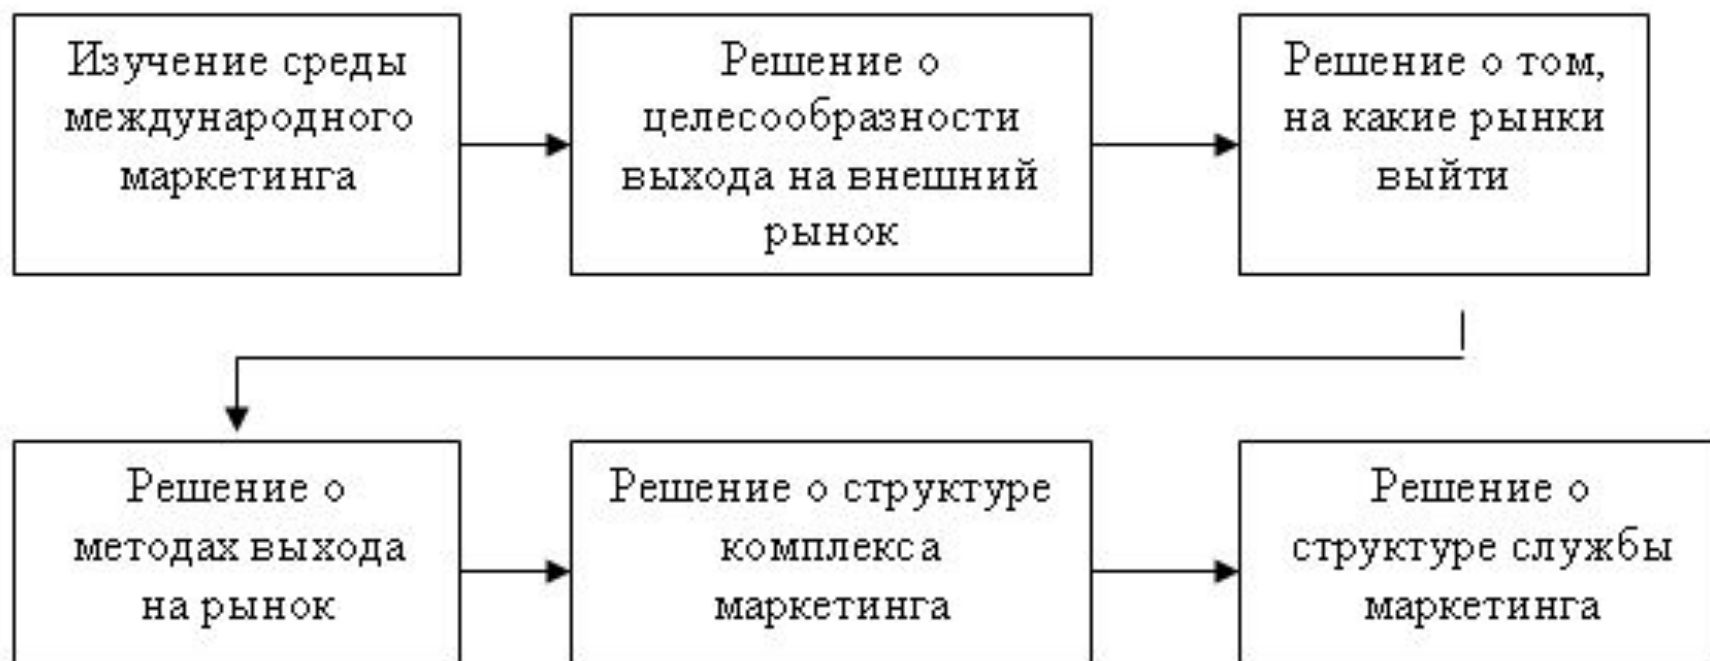 Изучение среды
международного
маркетинга
Решение о
целесообразности
выхода на внешний
рынок
Решение о том,
на какие рынки
выйти
Решение о
методах выхода
на рынок
Решение о структуре
комплекса
маркетинга
Решение о
структуре службы
маркетинга